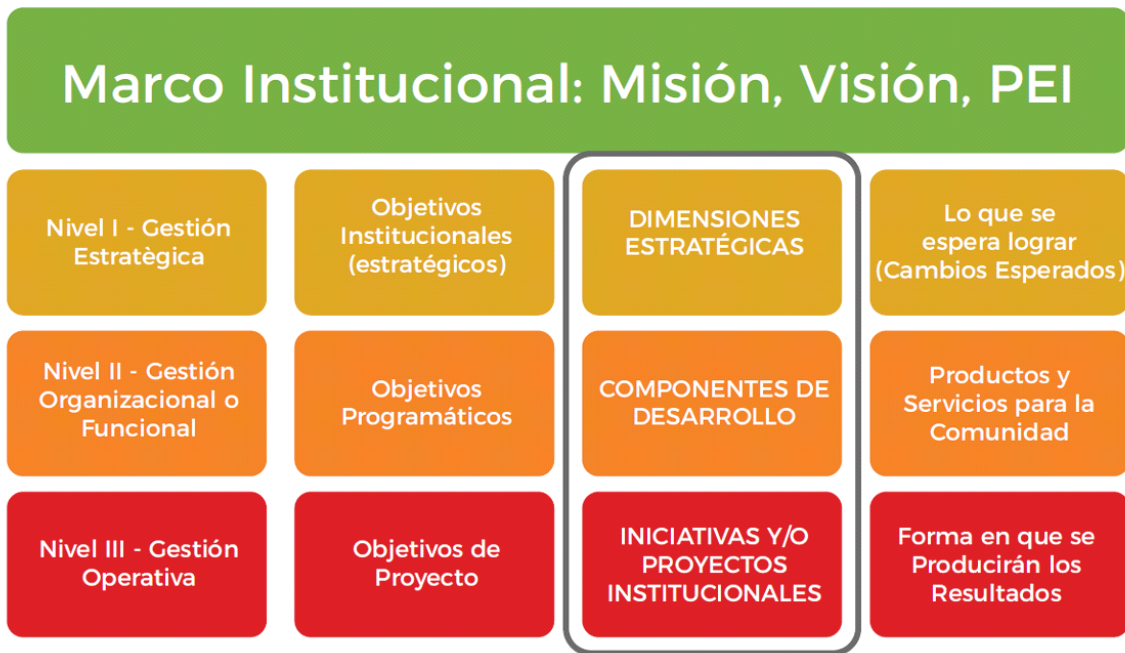 Marco Institucional: Misión, Visión, PEI
Nivel I - Gestión
Estratègica
Objetivos
Institucionales
(estratégicos)
DIMENSIONES
ESTRATÉGICAS
Lo que se
espera lograr
(Cambios Esperados)
Nivel II - Gestión
Organizacional o
Funcional
Objetivos
Programáticos
COMPONENTES DE
DESARROLLO
Productos y
Servicios para la
Comunidad
Nivel III - Gestión
Operativa
Objetivos de
Proyecto
INICIATIVAS Y/O
PROYECTOS
INSTITUCIONALES
Forma en que se
Producirán los
Resultados